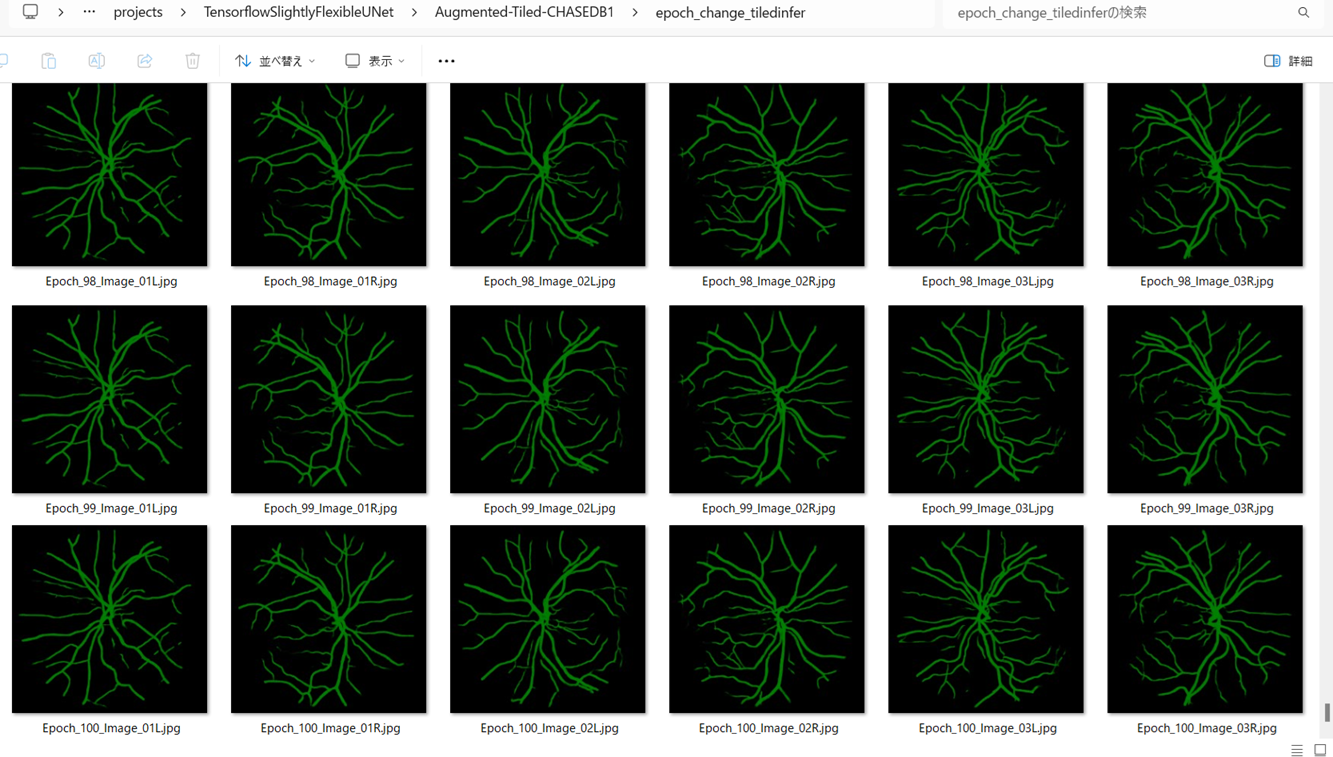 projects > TensorflowSlightlyFlexibleUNet > Augmented-Tiled-CHASEDB1 > epoch_change_tiledinfer
epoch_change_tiledinferの検索
並べ替え 表示 詳細
Epoch_98_Image_01L.jpg Epoch_98_Image_01R.jpg Epoch_98_Image_02L.jpg Epoch_98_Image_02R.jpg Epoch_98_Image_03L.jpg Epoch_98_Image_03R.jpg
Epoch_99_Image_01L.jpg Epoch_99_Image_01R.jpg Epoch_99_Image_02L.jpg Epoch_99_Image_02R.jpg Epoch_99_Image_03L.jpg Epoch_99_Image_03R.jpg
Epoch_100_Image_01L.jpg Epoch_100_Image_01R.jpg Epoch_100_Image_02L.jpg Epoch_100_Image_02R.jpg Epoch_100_Image_03L.jpg Epoch_100_Image_03R.jpg